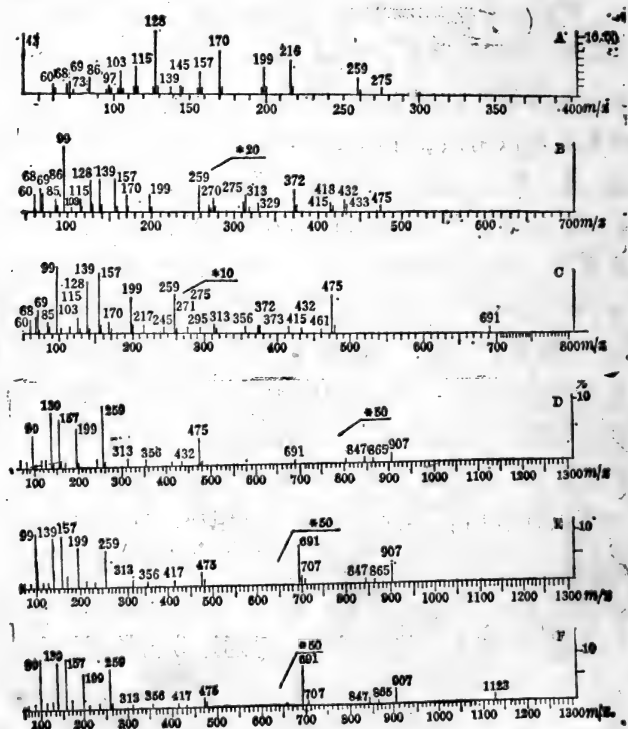 43 60 68 69 73 86 97 103 115 128 139 145 157 170 199 216 259 275 A 10.00
100 150 200 250 300 350 400 m/z
60 68 69 85 86 99 103 115 128 139 157 170 199 259 *20 270 275 313 329 372 415 418 432 433 475 B
100 200 300 400 500 600 700 m/z
60 68 69 85 99 103 115 128 139 157 170 199 217 245 259 *10 271 275 295 313 356 372 373 415 432 461 475 691 C
100 200 300 400 500 600 700 800 m/z
157 199 259 313 356 432 475 691 *50 847 865 907 D % 10
100 200 300 400 500 600 700 800 900 1000 1100 1200 1300 m/z
99 139 157 199 259 313 356 417 475 *50 691 707 847 865 907 E 10
100 200 300 400 500 600 700 800 900 1000 1100 1200 1300 m/z
157 199 259 313 356 417 475 *50 691 707 847 865 907 1123 F 10
100 200 300 400 500 600 700 800 900 1000 1100 1200 1300 m/z.